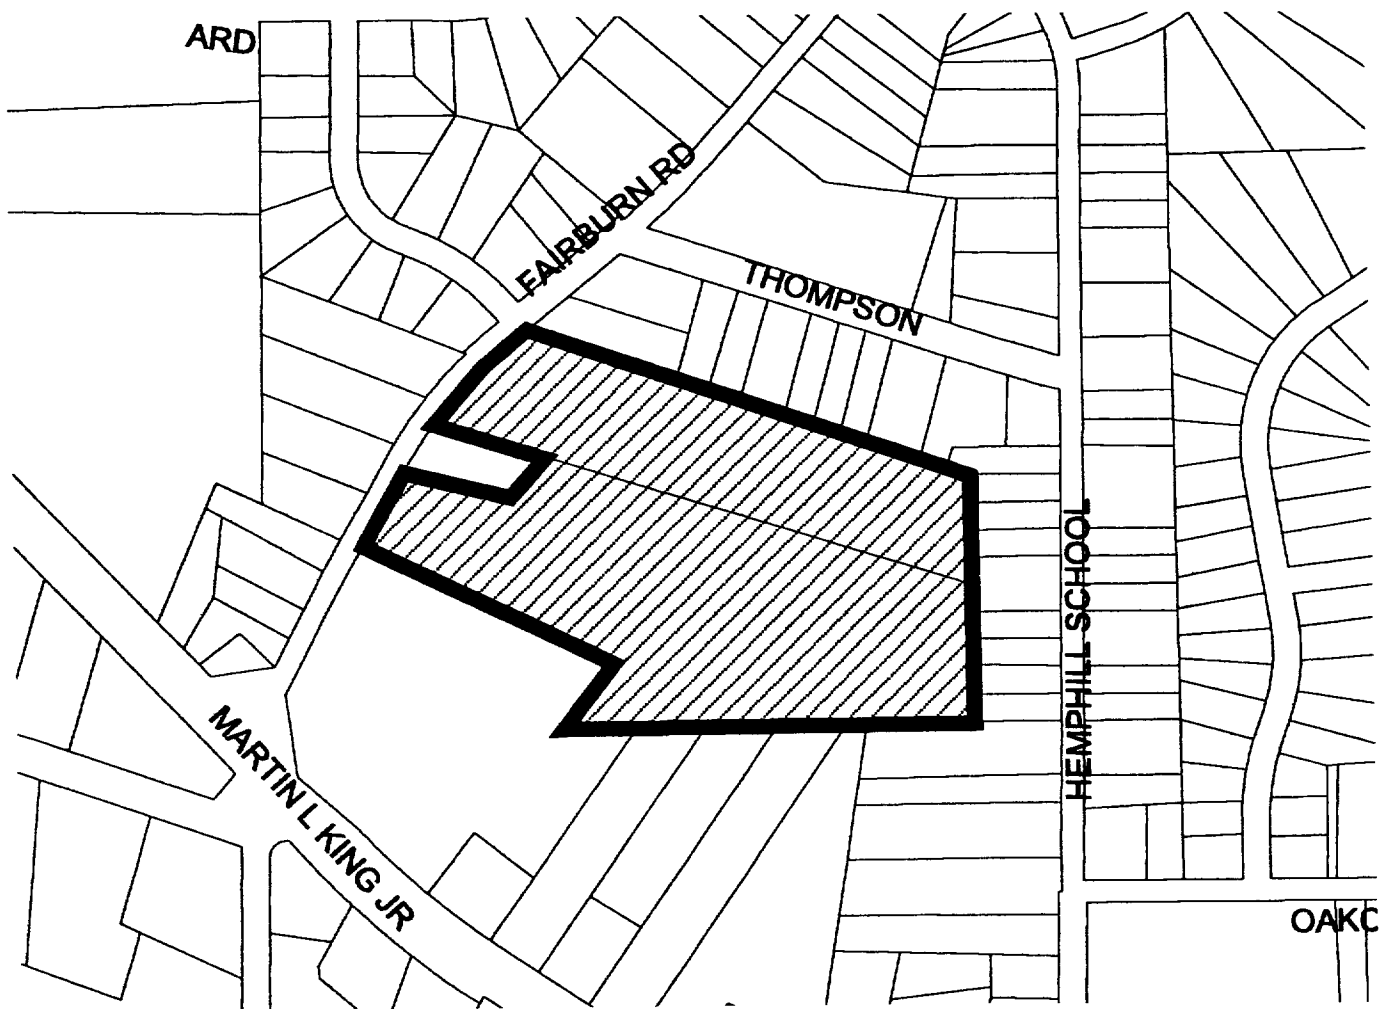 ARD
FAIRBURN RD
THOMPSON
HEMPHILL SCHOOL
MARTIN L KING JR
OAKC